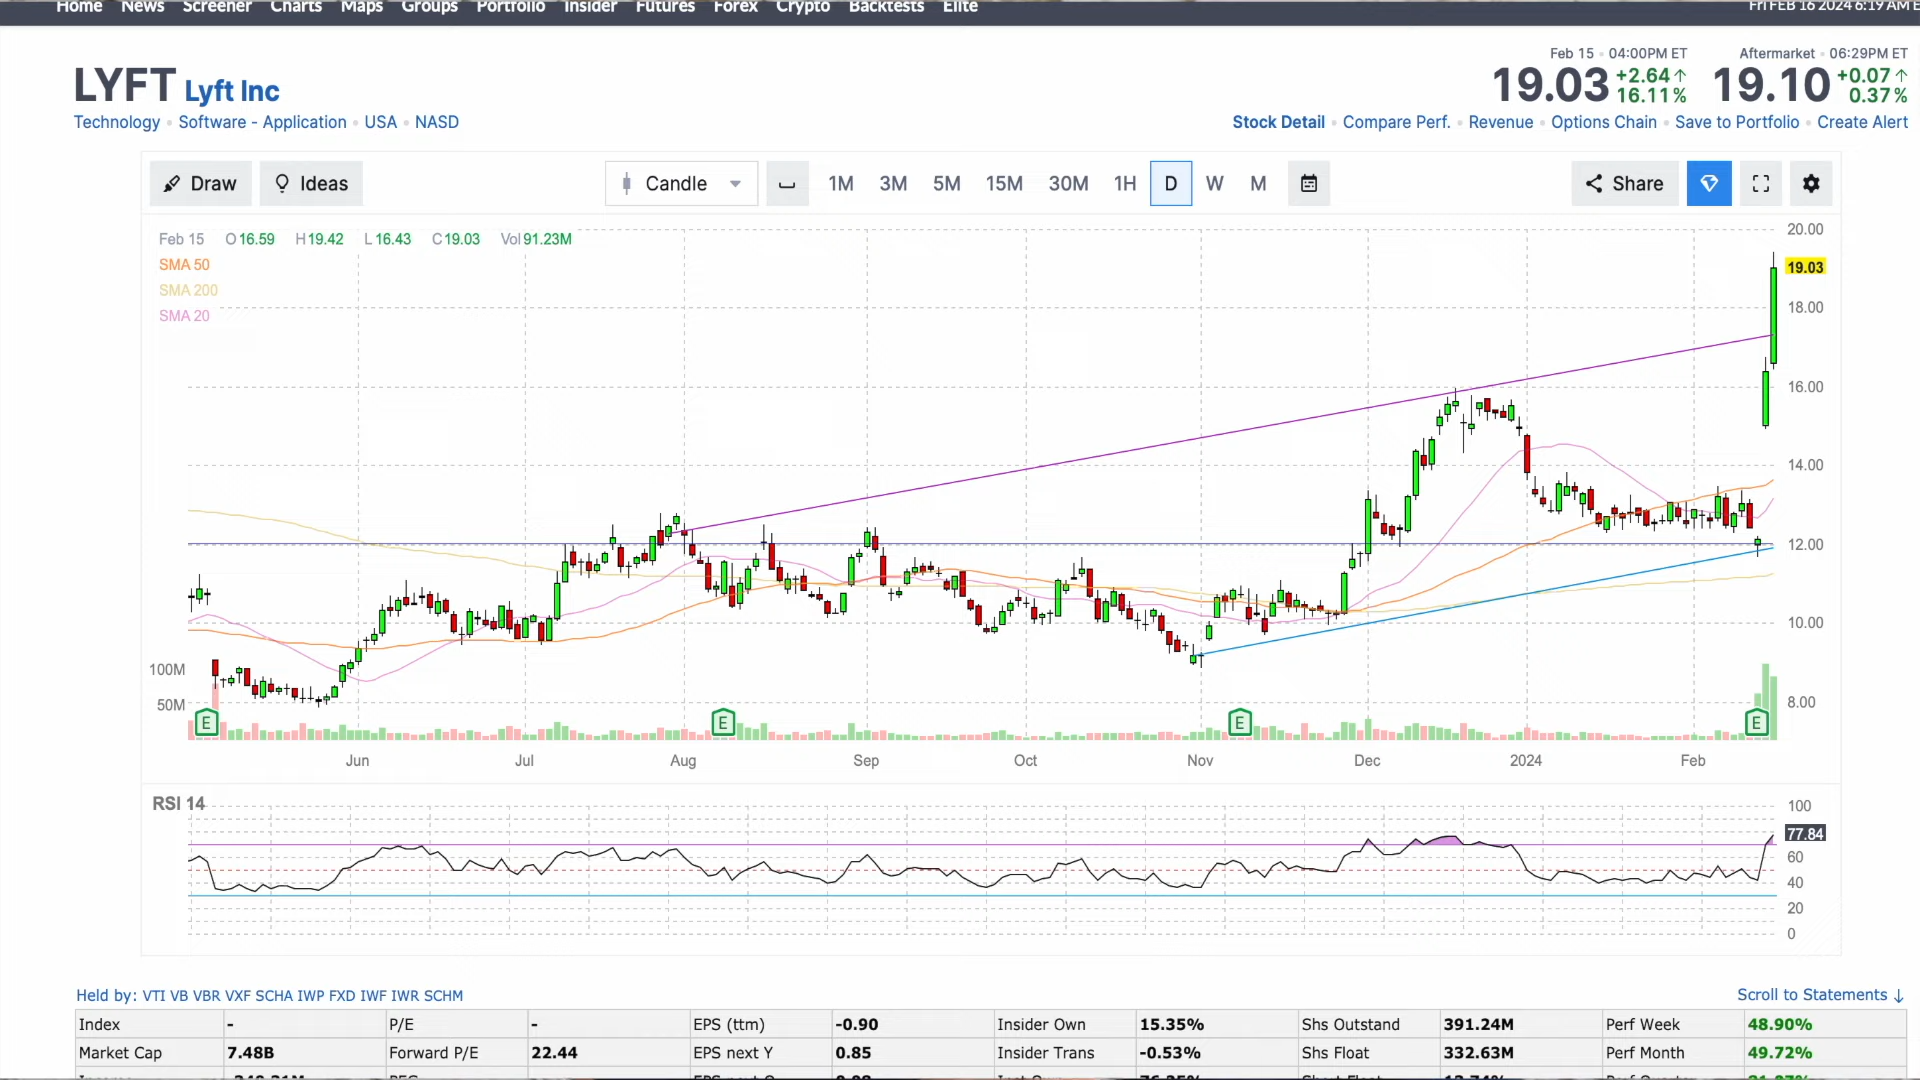 Home News Screener Charts Maps Groups Portfolio Insider Futures Forex Crypto Backtests Elite
Fri FEB 16 2024 6:19 AM E
Feb 15 • 04:00PM ET Aftermarket • 06:29PM ET
LYFT Lyft Inc
19.03 +2.64↑ 16.11% 19.10 +0.07↑ 0.37%
Technology • Software - Application • USA • NASD
Stock Detail • Compare Perf. • Revenue • Options Chain • Save to Portfolio • Create Alert
Draw Ideas Candle 1M 3M 5M 15M 30M 1H D W M Share
Feb 15 O 16.59 H 19.42 L 16.43 C 19.03 Vol 91.23M
SMA 50
SMA 200
SMA 20
20.00
19.03
18.00
16.00
14.00
12.00
10.00
8.00
100M
50M
E E E E
Jun Jul Aug Sep Oct Nov Dec 2024 Feb
RSI 14
100
77.84
60
40
20
0
Held by: VTI VB VBR VXF SCHA IWP FXD IWF IWR SCHM
Scroll to Statements ↓
Index - P/E - EPS (ttm) -0.90 Insider Own 15.35% Shs Outstand 391.24M Perf Week 48.90%
Market Cap 7.48B Forward P/E 22.44 EPS next Y 0.85 Insider Trans -0.53% Shs Float 332.63M Perf Month 49.72%